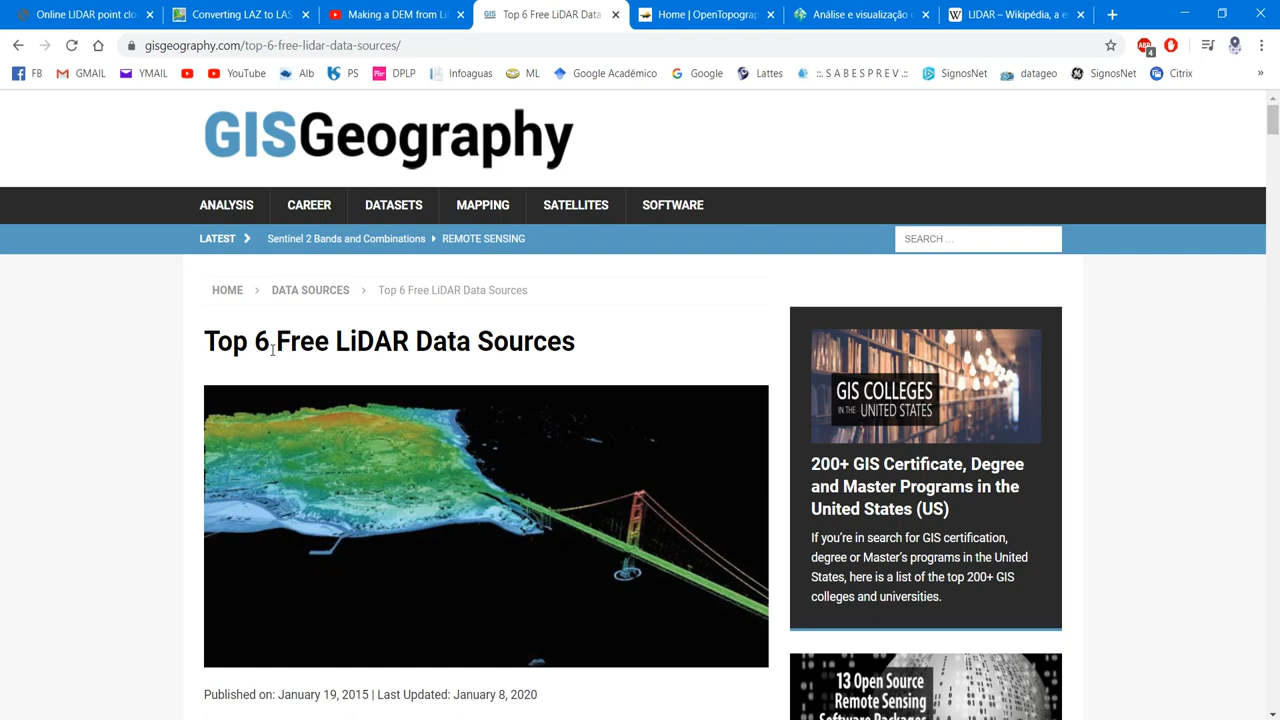 Online LIDAR point clo
Converting LAZ to LAS
Making a DEM from Li
GIS
Top 6 Free LiDAR Data
Home | OpenTopograp
Análise e visualização
LIDAR – Wikipédia, a e
gisgeography.com/top-6-free-lidar-data-sources/
ABP
4
FB
GMAIL
YMAIL
YouTube
Alb
PS
DPLP
Infoaguas
ML
Google Acadêmico
Google
Lattes
::. S A B E S P R E V .::
SignosNet
datageo
SignosNet
Citrix
»
GISGeography
ANALYSIS
CAREER
DATASETS
MAPPING
SATELLITES
SOFTWARE
LATEST
Sentinel 2 Bands and Combinations
REMOTE SENSING
SEARCH …
HOME
DATA SOURCES
Top 6 Free LiDAR Data Sources
Top 6 Free LiDAR Data Sources
GIS COLLEGES
IN THE UNITED STATES
200+ GIS Certificate, Degree
and Master Programs in the
United States (US)
If you're in search for GIS certification,
degree or Master's programs in the United
States, here is a list of the top 200+ GIS
colleges and universities.
Published on: January 19, 2015 | Last Updated: January 8, 2020
13 Open Source
Remote Sensing
Software Packages